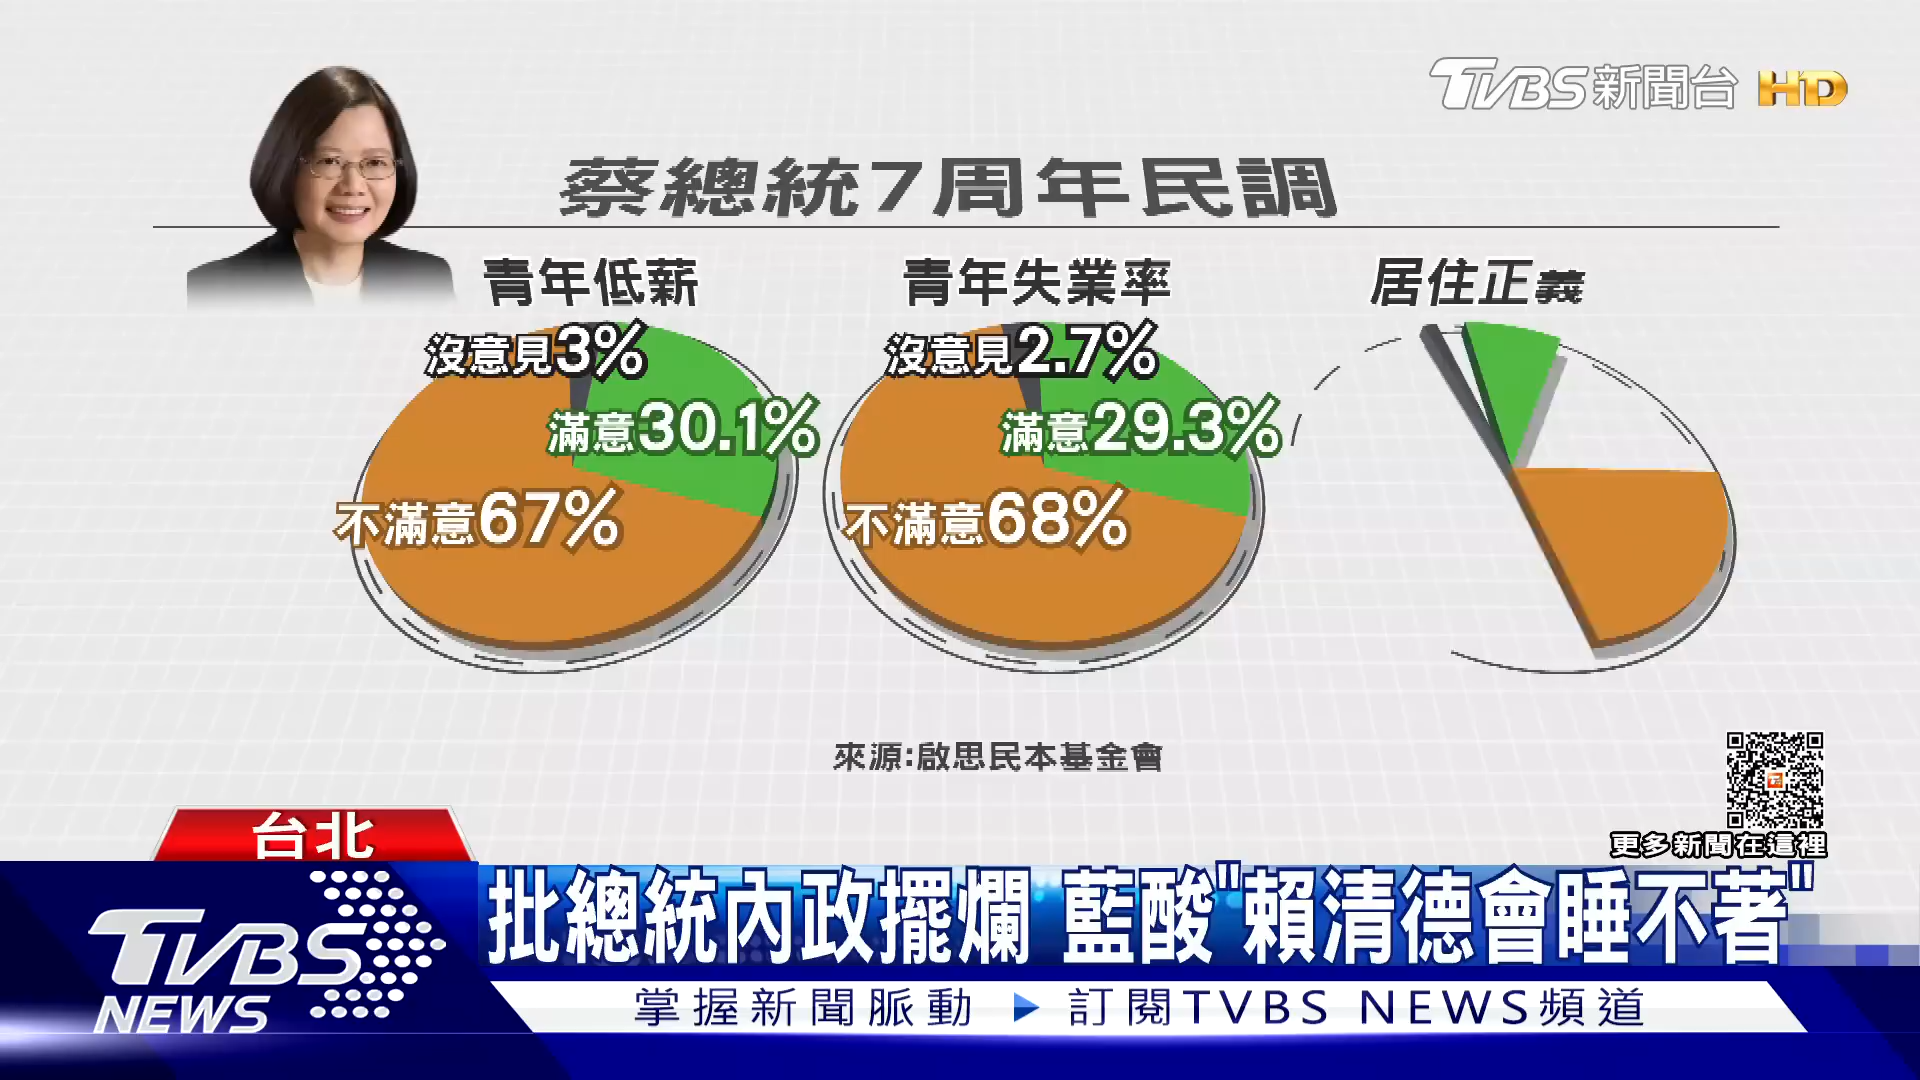 TVBS新聞台 HD
蔡總統7周年民調
青年低薪
沒意見3%
滿意30.1%
不滿意67%
青年失業率
沒意見2.7%
滿意29.3%
不滿意68%
居住正義
來源:啟思民本基金會
更多新聞在這裡
台北
批總統內政擺爛 藍酸"賴清德會睡不著"
TVBS
NEWS
掌握新聞脈動 ▶ 訂閱TVBS NEWS頻道